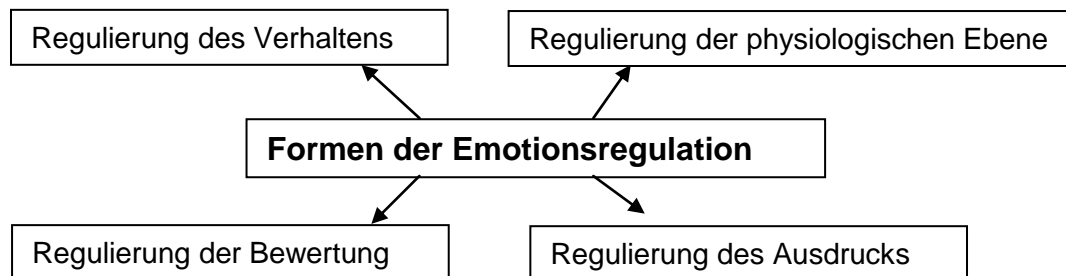 Regulierung des Verhaltens
Regulierung der physiologischen Ebene
Formen der Emotionsregulation
Regulierung der Bewertung
Regulierung des Ausdrucks